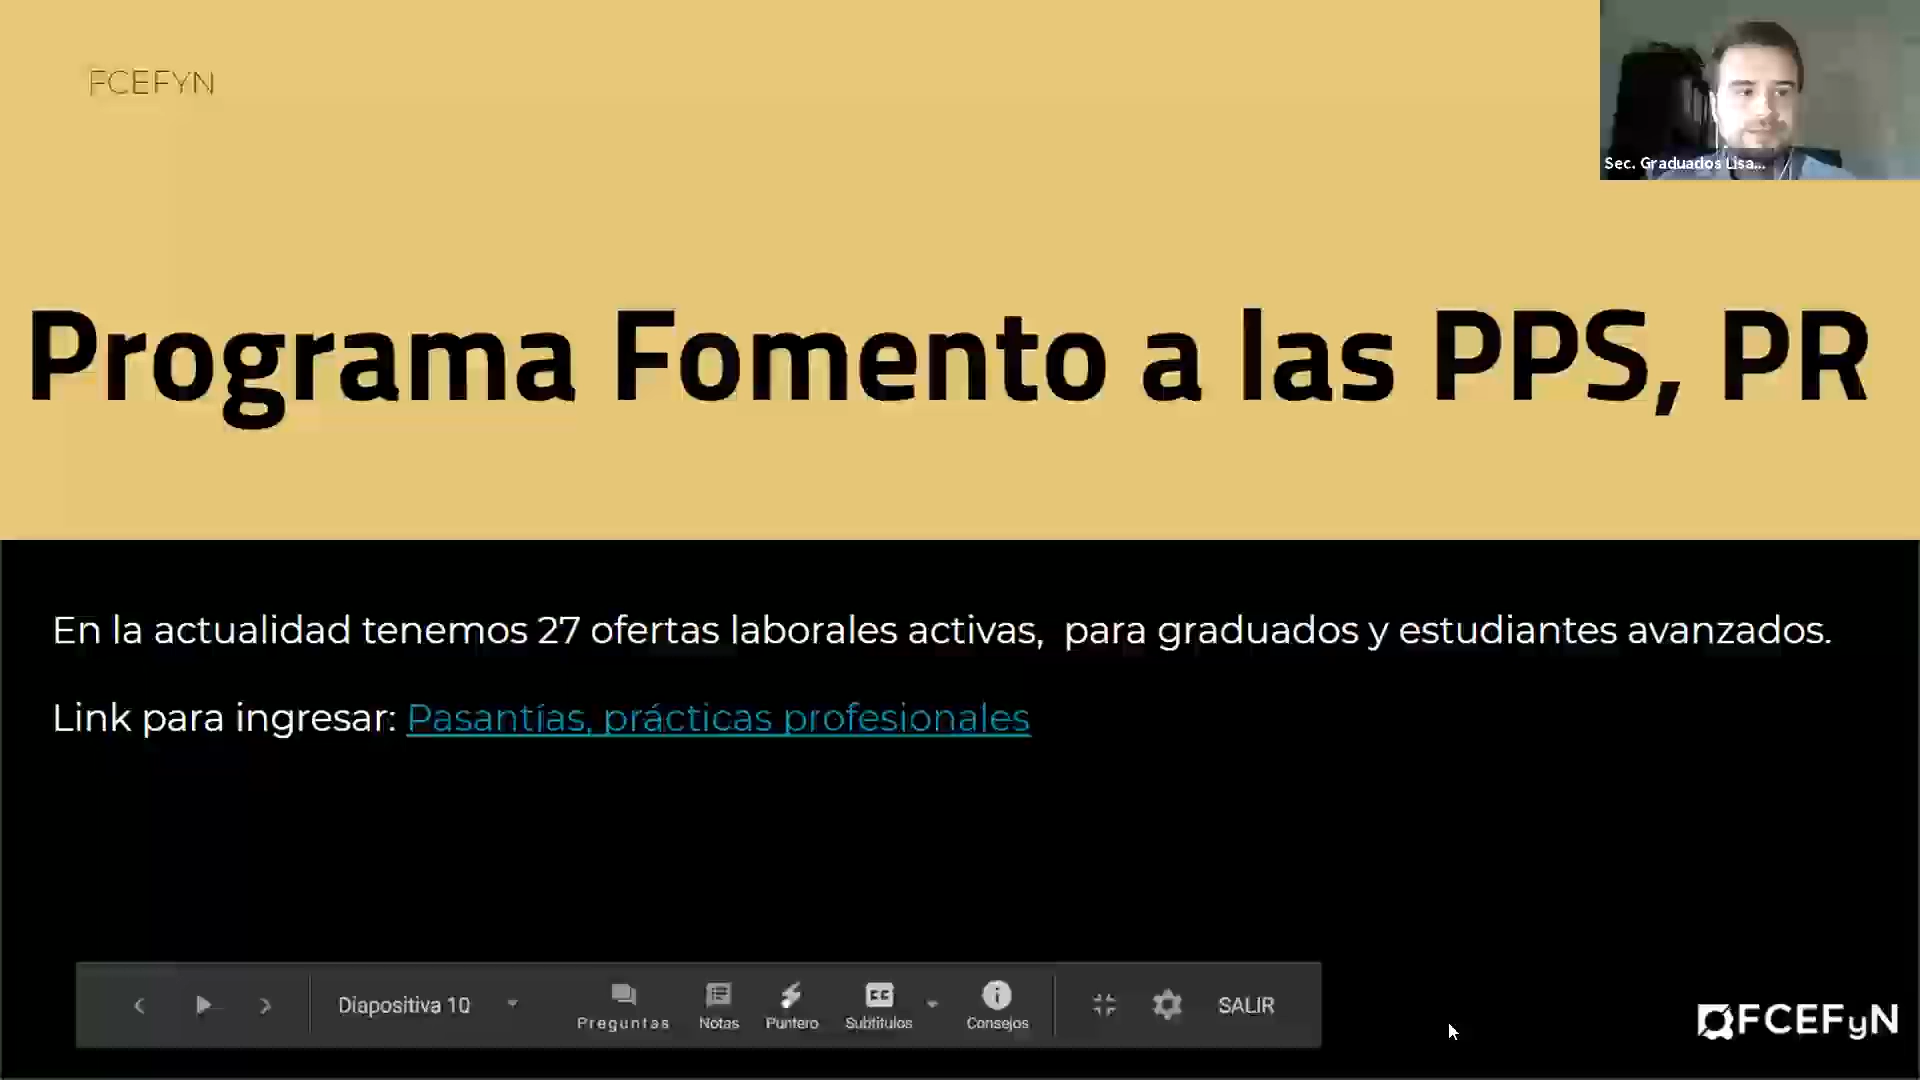 FCEFYN
Sec. Graduados Lisa...
Programa Fomento a las PPS, PR
En la actualidad tenemos 27 ofertas laborales activas,  para graduados y estudiantes avanzados.
Link para ingresar: Pasantías, prácticas profesionales
Diapositiva 10
Preguntas
Notas
Puntero
Subtítulos
Consejos
SALIR
FCEFyN